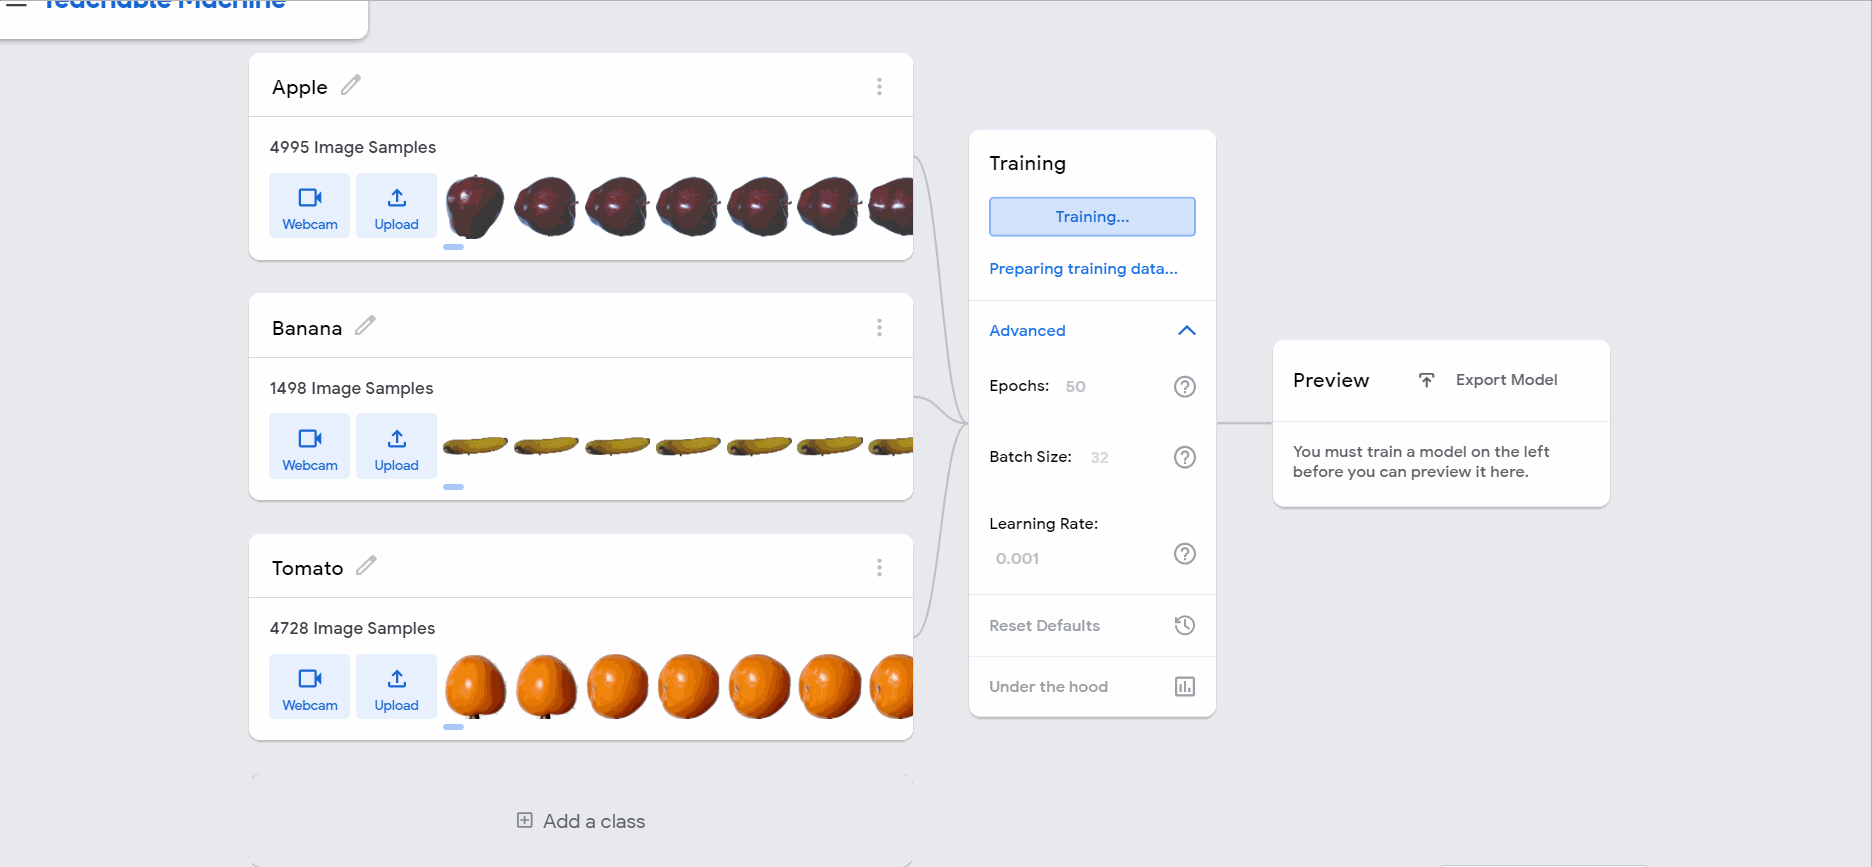 Teachable Machine
Apple
4995 Image Samples
Webcam
Upload
Banana
1498 Image Samples
Webcam
Upload
Tomato
4728 Image Samples
Webcam
Upload
Add a class
Training
Training...
Preparing training data...
Advanced
Epochs: 50
Batch Size: 32
Learning Rate:
0.001
Reset Defaults
Under the hood
Preview
Export Model
You must train a model on the left
before you can preview it here.